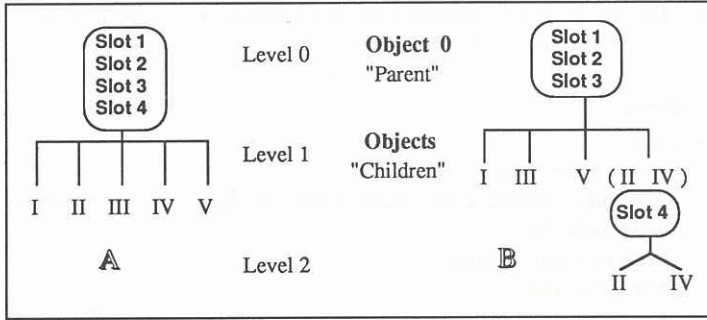 Slot 1
Slot 2
Slot 3
Slot 4
Level 0
Object 0
"Parent"
Slot 1
Slot 2
Slot 3
Level 1
Objects
"Children"
I II III IV V
I III V (II IV)
Slot 4
A
Level 2
B
II IV